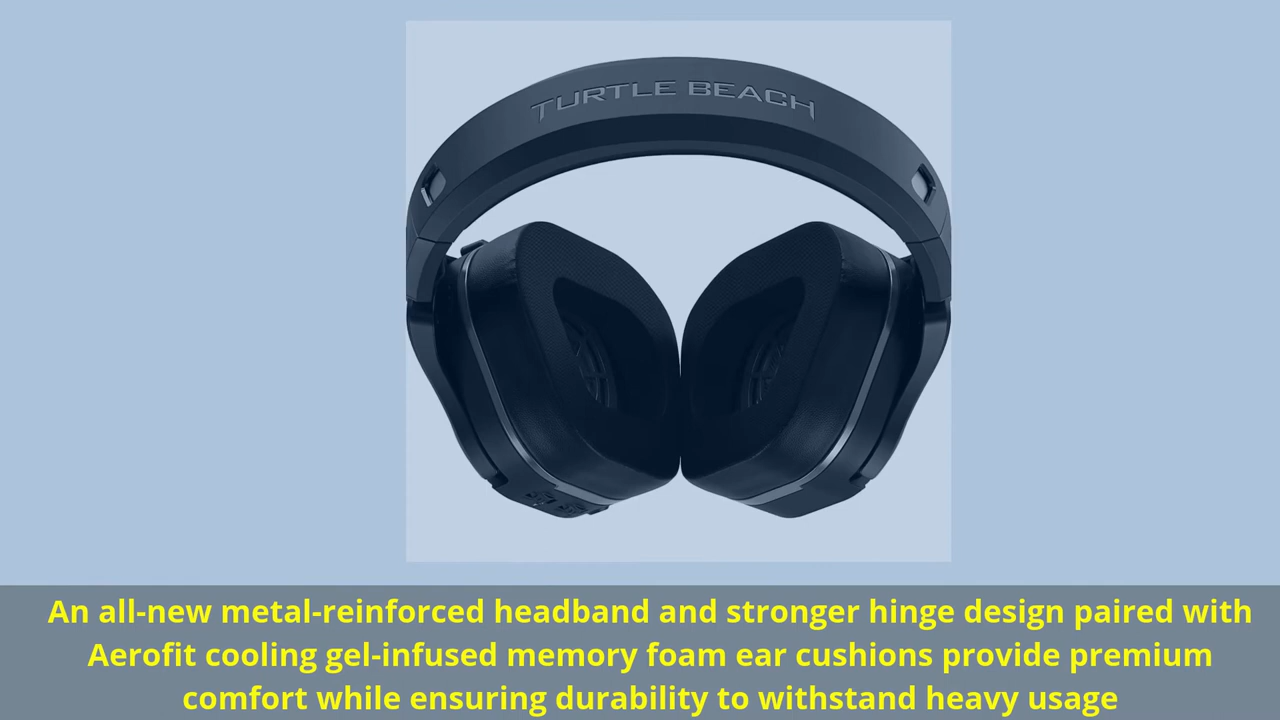 TURTLE BEACH
An all-new metal-reinforced headband and stronger hinge design paired with
Aerofit cooling gel-infused memory foam ear cushions provide premium
comfort while ensuring durability to withstand heavy usage